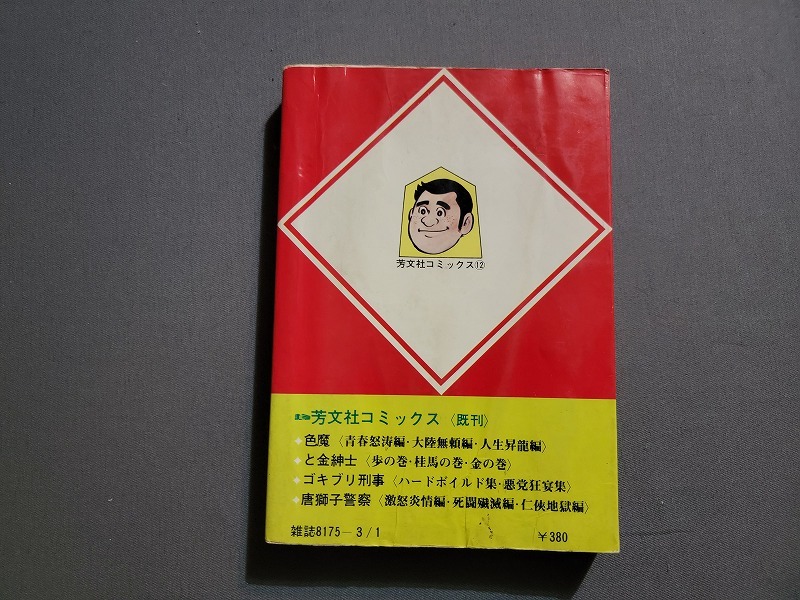 芳文社コミックス⑫
芳文社コミックス〈既刊〉
色魔〈青春怒涛編・大陸無頼編・人生昇龍編〉
と金紳士〈歩の巻・桂馬の巻・金の巻〉
ゴキブリ刑事〈ハードボイルド集・悪党狂宴集〉
唐獅子警察〈激怒炎情編・死闘殲滅編・仁侠地獄編〉
雑誌8175―3/1 ￥380